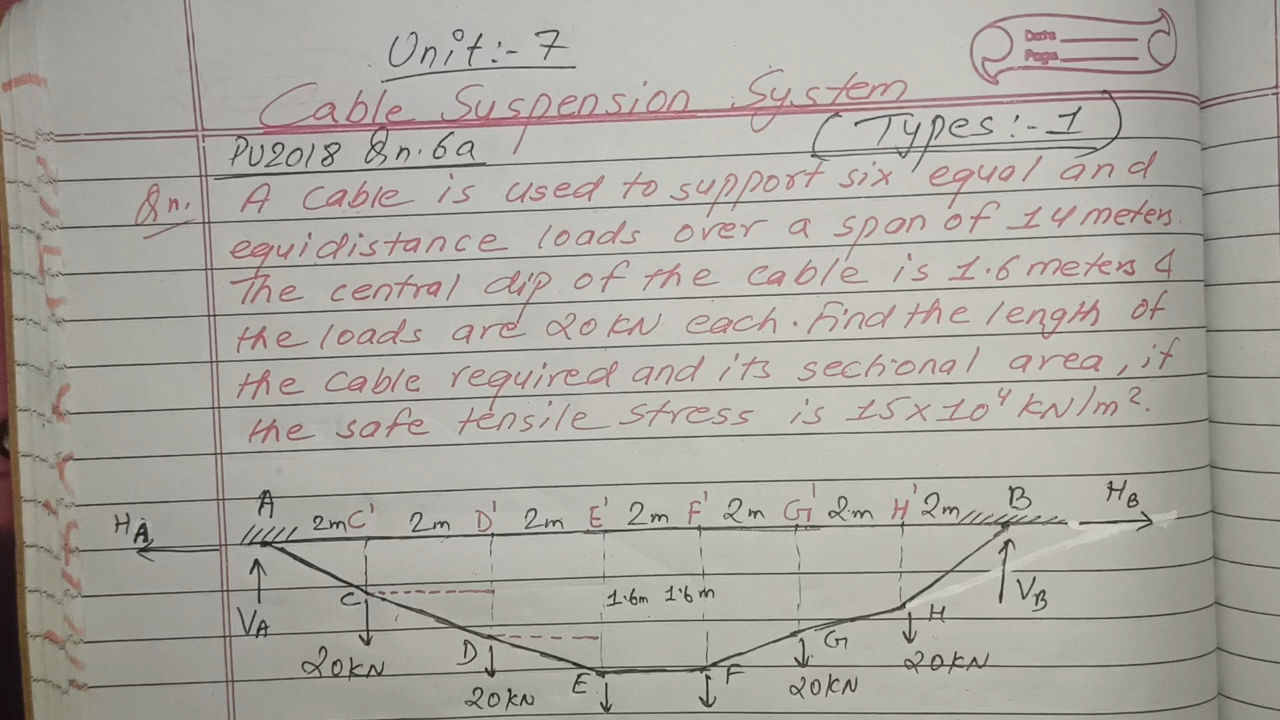 Unit:- 7
Date
Page
Cable Suspension System
(Types:- 1)
PU2018 Qn.6a
Qn. A cable is used to support six equal and
equidistance loads over a span of 14 meters.
The central dip of the cable is 1.6 meters &
the loads are 20 KN each. Find the length of
the cable required and its sectional area, if
the safe tensile stress is 15x10⁴ KN/m².
HA A 2m C' 2m D' 2m E' 2m F' 2m G' 2m H' 2m B HB
VA C 1.6m 1.6m H VB
20KN D G 20KN
20KN E F 20KN